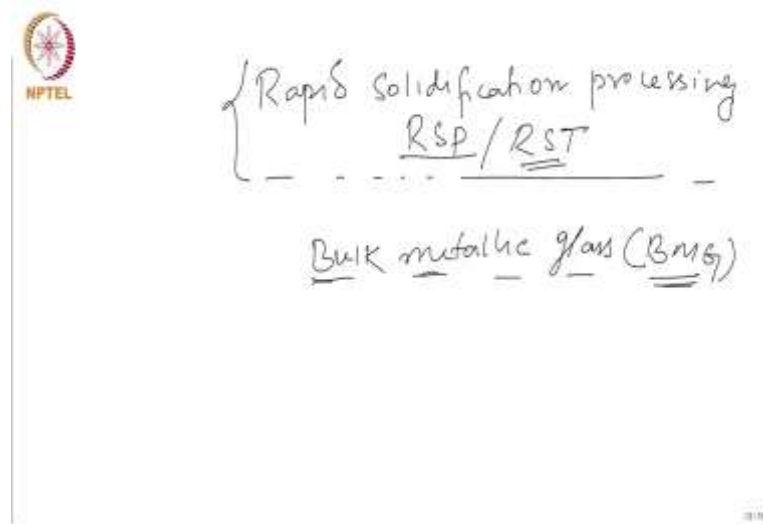 NPTEL
Rapid solidification processing
RSP / RST
Bulk metallic glass (BMG)